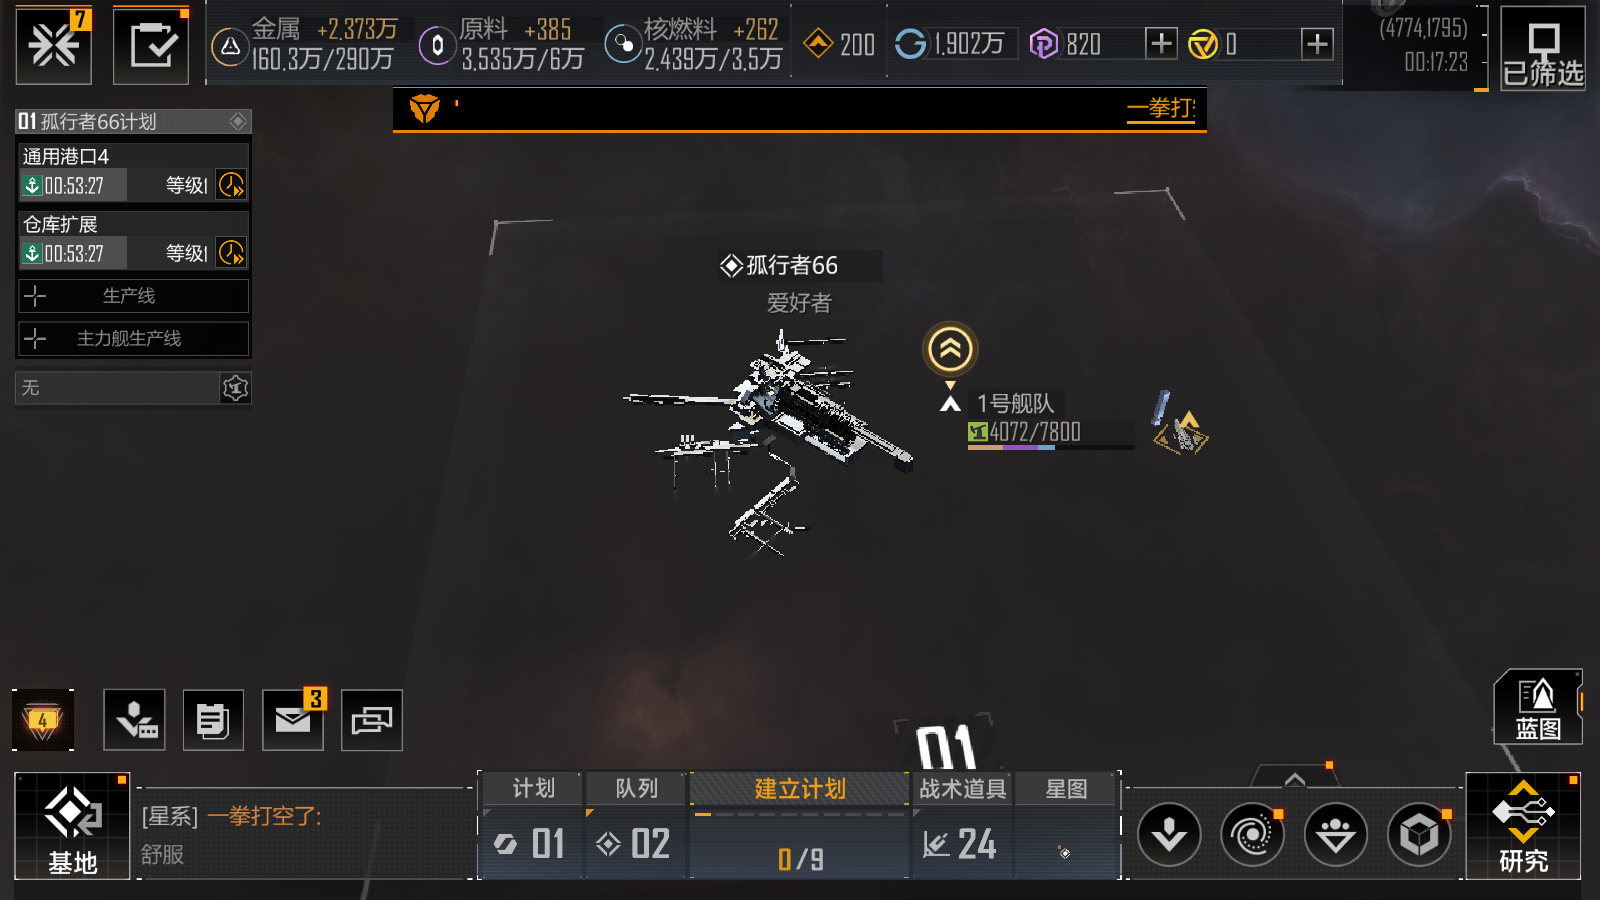 7
金属 +2.373万
160.3万/290万
原料 +385
3.535万/6万
核燃料 +262
2.439万/3.5万
200
1.902万
820
0
(4774,1795)
00:17:23
已筛选
一拳打
01 孤行者66计划
通用港口4
00:53:27 等级1
仓库扩展
00:53:27 等级1
生产线
主力舰生产线
无
孤行者66
爱好者
1号舰队
4072/7800
4
3
蓝图
01
基地
[星系] 一拳打空了:
舒服
计划
01
队列
02
建立计划
0/9
战术道具
24
星图
研究